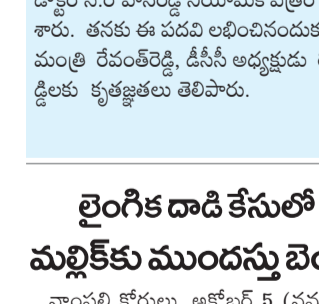 శారు. తనకు ఈ పదవి లభించినందుక
మంత్రి రేవంత్‌రెడ్డి, డీసీసీ అధ్యక్షుడు
డ్డిలకు కృతజ్ఞతలు తెలిపారు.
లైంగిక దాడి కేసులో
మల్లిక్‌కు ముందస్తు బె